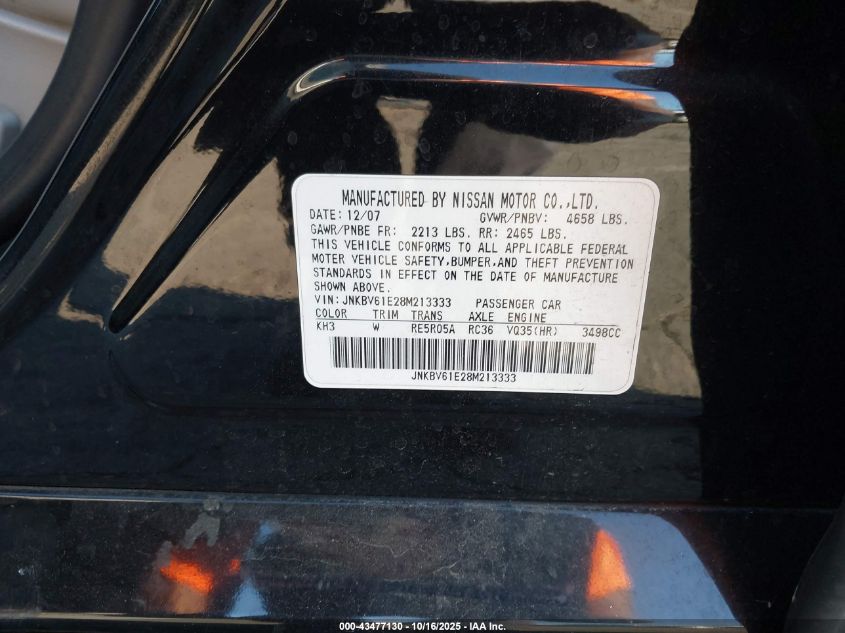 MANUFACTURED BY NISSAN MOTOR CO.,LTD.
DATE: 12/07 GVWR/PNBV: 4658 LBS.
GAWR/PNBE FR: 2213 LBS. RR: 2465 LBS.
THIS VEHICLE CONFORMS TO ALL APPLICABLE FEDERAL
MOTER VEHICLE SAFETY, BUMPER, AND THEFT PREVENTION
STANDARDS IN EFFECT ON THE DATE OF MANUFACTURE
SHOWN ABOVE.
VIN: JNKBV61E28M213333 PASSENGER CAR
COLOR TRIM TRANS AXLE ENGINE
KH3 W RE5R05A RC36 VQ35(HR) 3498CC
JNKBV61E28M213333
000-43477130 - 10/16/2025 - IAA Inc.